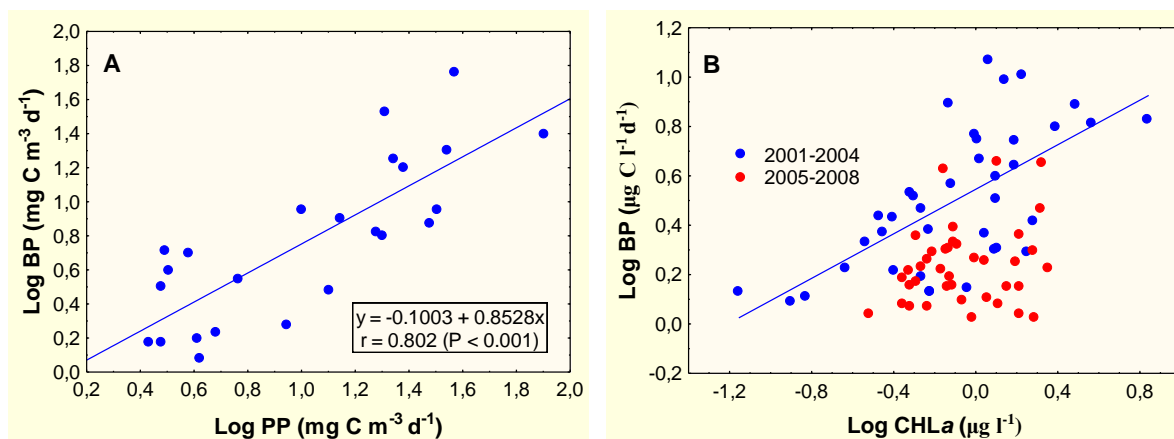 A
2,0
1,8
1,6
1,4
1,2
1,0
0,8
0,6
0,4
0,2
0,0
Log BP (mg C m-3 d-1)
y = -0.1003 + 0.8528x
r = 0.802 (P < 0.001)
0,2 0,4 0,6 0,8 1,0 1,2 1,4 1,6 1,8 2,0
Log PP (mg C m-3 d-1)
B
1,2
1,0
0,8
0,6
0,4
0,2
0,0
-0,2
Log BP (µg C l-1 d-1)
2001-2004
2005-2008
-1,2 -0,8 -0,4 0,0 0,4 0,8
Log CHLa (µg l-1)